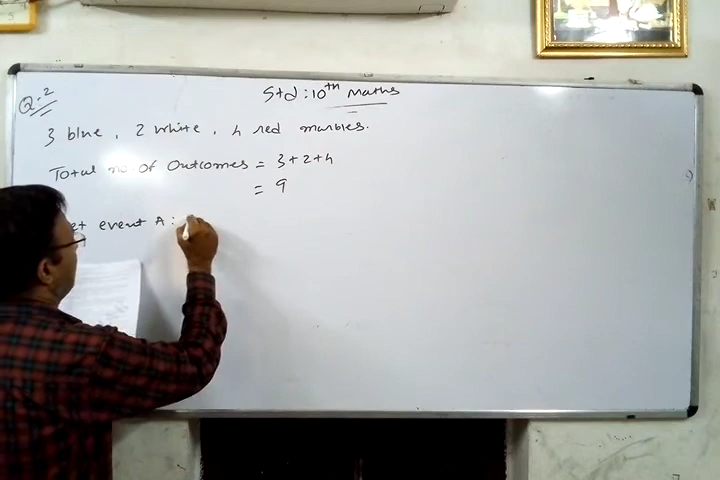 Std : 10th Maths
Q:2
3 blue, 2 white, 4 red marbles.
Total no. of Outcomes = 3+2+4
= 9
event A :